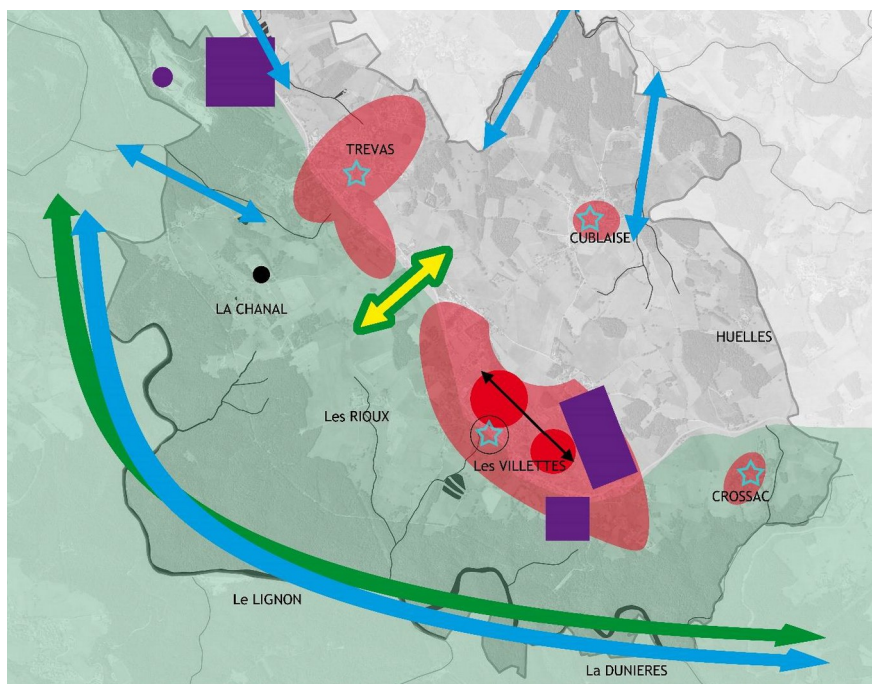 TREVAS
CUBLAISE
LA CHANAL
HUELLES
Les RIOUX
Les VILLETTES
CROSSAC
Le LIGNON
La DUNIERES